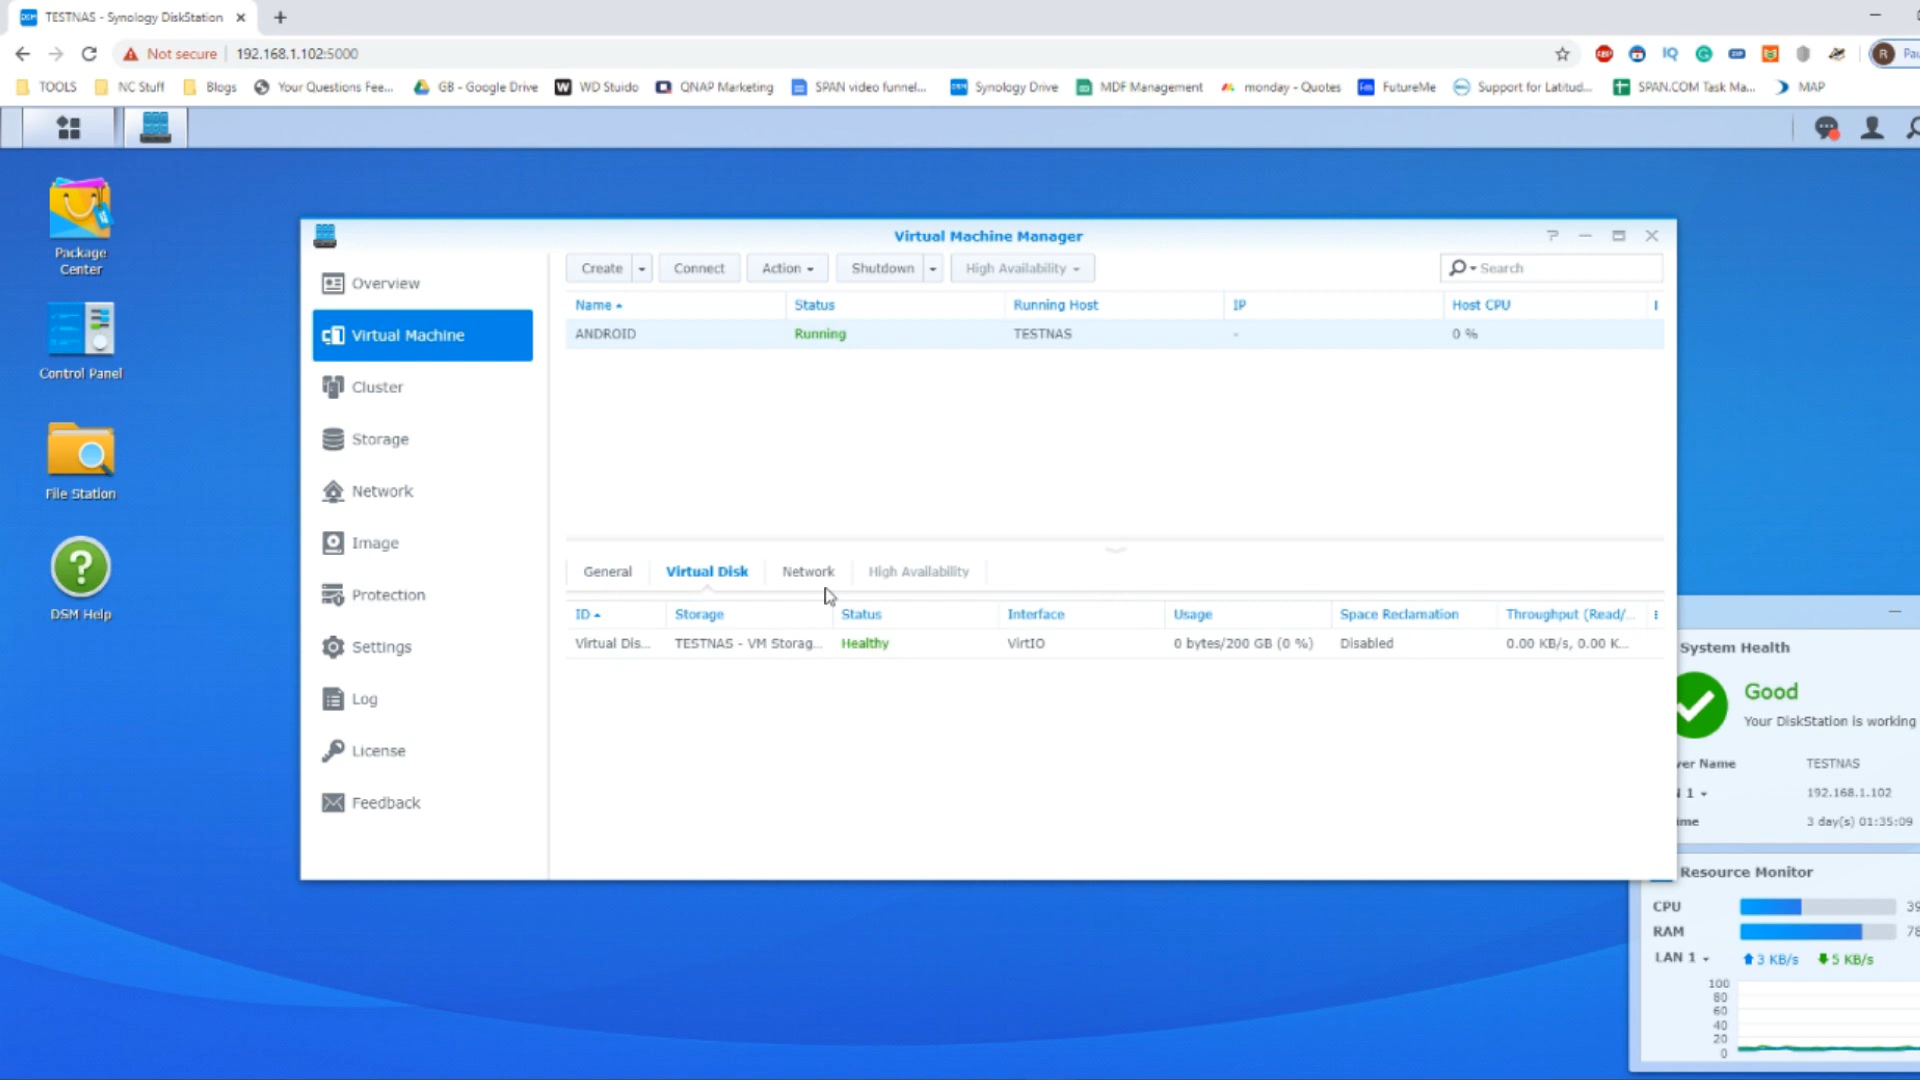 TESTNAS - Synology DiskStation
Not secure 192.168.1.102:5000
TOOLS NC Stuff Blogs Your Questions Fee... GB - Google Drive WD Stuido QNAP Marketing SPAN video funnel... Synology Drive MDF Management monday - Quotes FutureMe Support for Latitud... SPAN.COM Task Ma... MAP
Package
Center
Control Panel
File Station
DSM Help
Virtual Machine Manager
Overview
Virtual Machine
Cluster
Storage
Network
Image
Protection
Settings
Log
License
Feedback
Create Connect Action Shutdown High Availability Search
Name Status Running Host IP Host CPU
ANDROID Running TESTNAS - 0 %
General Virtual Disk Network High Availability
ID Storage Status Interface Usage Space Reclamation Throughput (Read/...
Virtual Dis... TESTNAS - VM Storag... Healthy VirtIO 0 bytes/200 GB (0 %) Disabled 0.00 KB/s, 0.00 K...
System Health
Good
Your DiskStation is working
ver Name TESTNAS
1 192.168.1.102
ime 3 day(s) 01:35:09
Resource Monitor
CPU 39
RAM 78
LAN 1 3 KB/s 5 KB/s
100
80
60
40
20
0